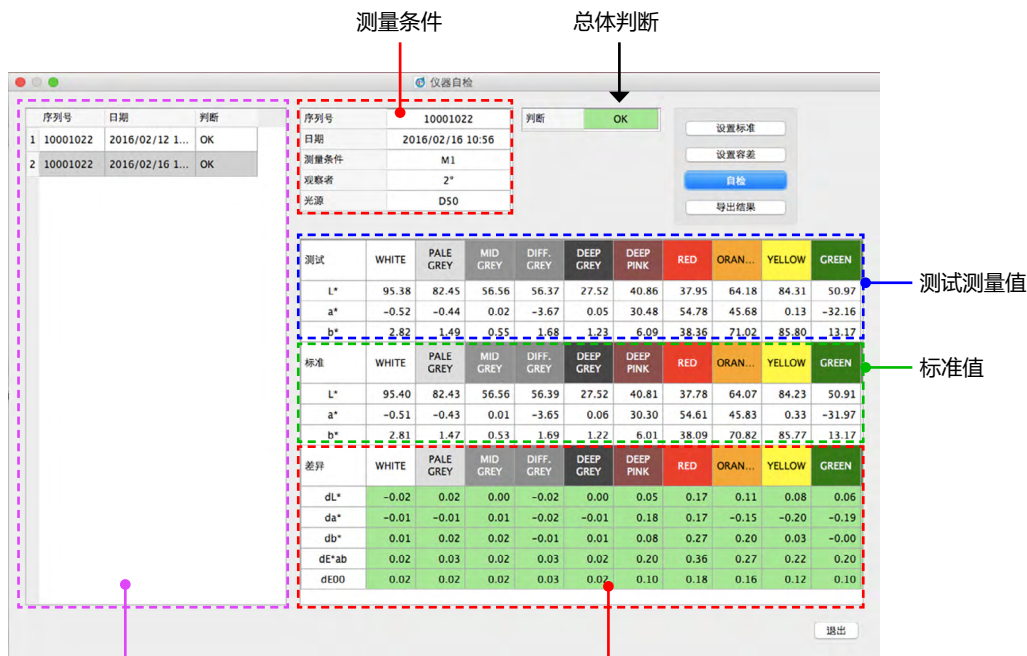 测量条件 总体判断
仪器自检
序列号 日期 判断
1 10001022 2016/02/12 1... OK
2 10001022 2016/02/16 1... OK
序列号 10001022
日期 2016/02/16 10:56
测量条件 M1
观察者 2°
光源 D50
判断 OK
设置标准
设置容差
自检
导出结果
测试 WHITE PALE GREY MID GREY DIFF. GREY DEEP GREY DEEP PINK RED ORAN... YELLOW GREEN
L* 95.38 82.45 56.56 56.37 27.52 40.86 37.95 64.18 84.31 50.97
a* -0.52 -0.44 0.02 -3.67 0.05 30.48 54.78 45.68 0.13 -32.16
b* 2.82 1.49 0.55 1.68 1.23 6.09 38.36 71.02 85.80 13.17
测试测量值
标准 WHITE PALE GREY MID GREY DIFF. GREY DEEP GREY DEEP PINK RED ORAN... YELLOW GREEN
L* 95.40 82.43 56.56 56.39 27.52 40.81 37.78 64.07 84.23 50.91
a* -0.51 -0.43 0.01 -3.65 0.06 30.30 54.61 45.83 0.33 -31.97
b* 2.81 1.47 0.53 1.69 1.22 6.01 38.09 70.82 85.77 13.17
标准值
差异 WHITE PALE GREY MID GREY DIFF. GREY DEEP GREY DEEP PINK RED ORAN... YELLOW GREEN
dL* -0.02 0.02 0.00 -0.02 0.00 0.05 0.17 0.11 0.08 0.06
da* -0.01 -0.01 0.01 -0.02 -0.01 0.18 0.17 -0.15 -0.20 -0.19
db* 0.01 0.02 0.02 -0.01 0.01 0.08 0.27 0.20 0.03 -0.00
dE*ab 0.02 0.03 0.02 0.03 0.02 0.20 0.36 0.27 0.22 0.20
dE00 0.02 0.02 0.02 0.03 0.02 0.10 0.18 0.16 0.12 0.10
退出